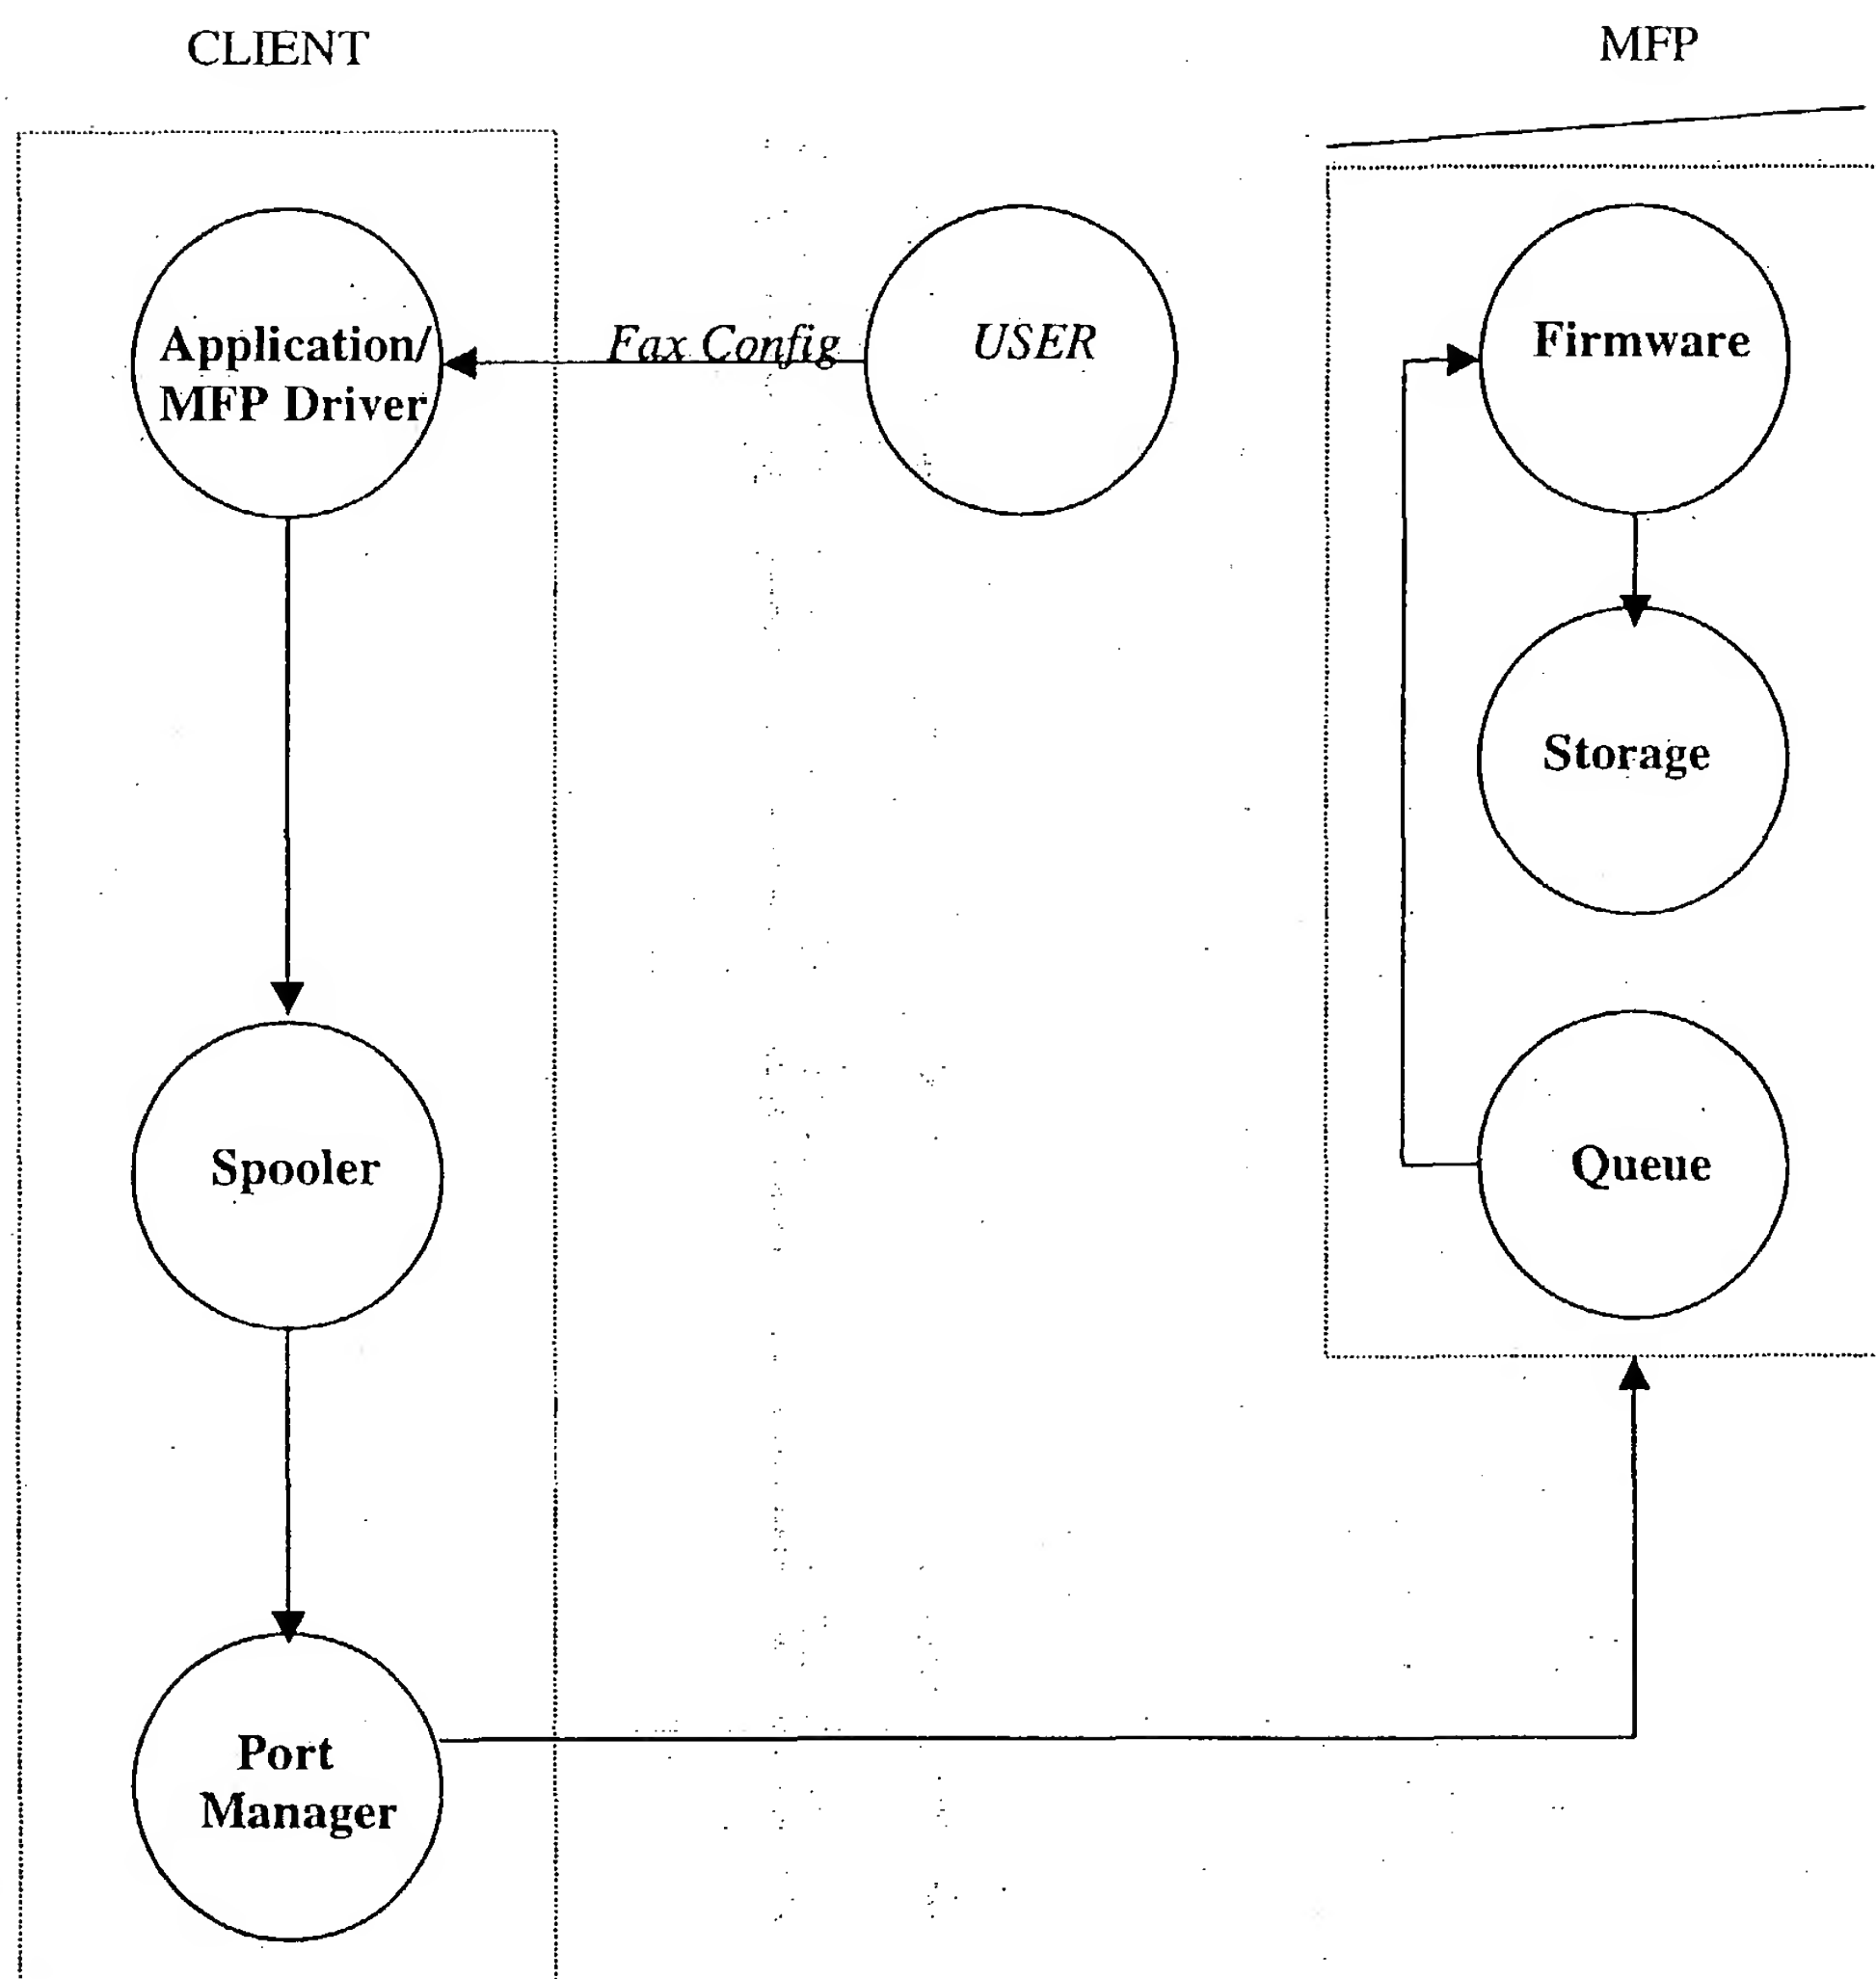 CLIENT
MFP
Application/
MFP Driver
Fax Config
USER
Firmware
Storage
Spooler
Queue
Port
Manager